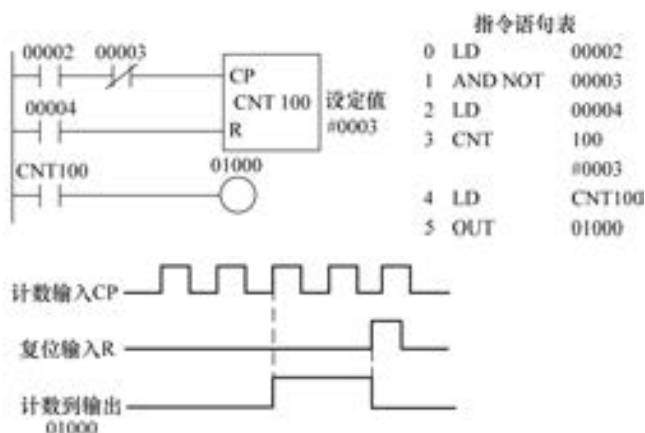 指令语句表
00002 00003
CP
CNT 100
R
设定值
#0003
00004
CNT100
01000
0 LD 00002
1 AND NOT 00003
2 LD 00004
3 CNT 100
#0003
4 LD CNT100
5 OUT 01000
计数输入CP
复位输入R
计数到输出
01000